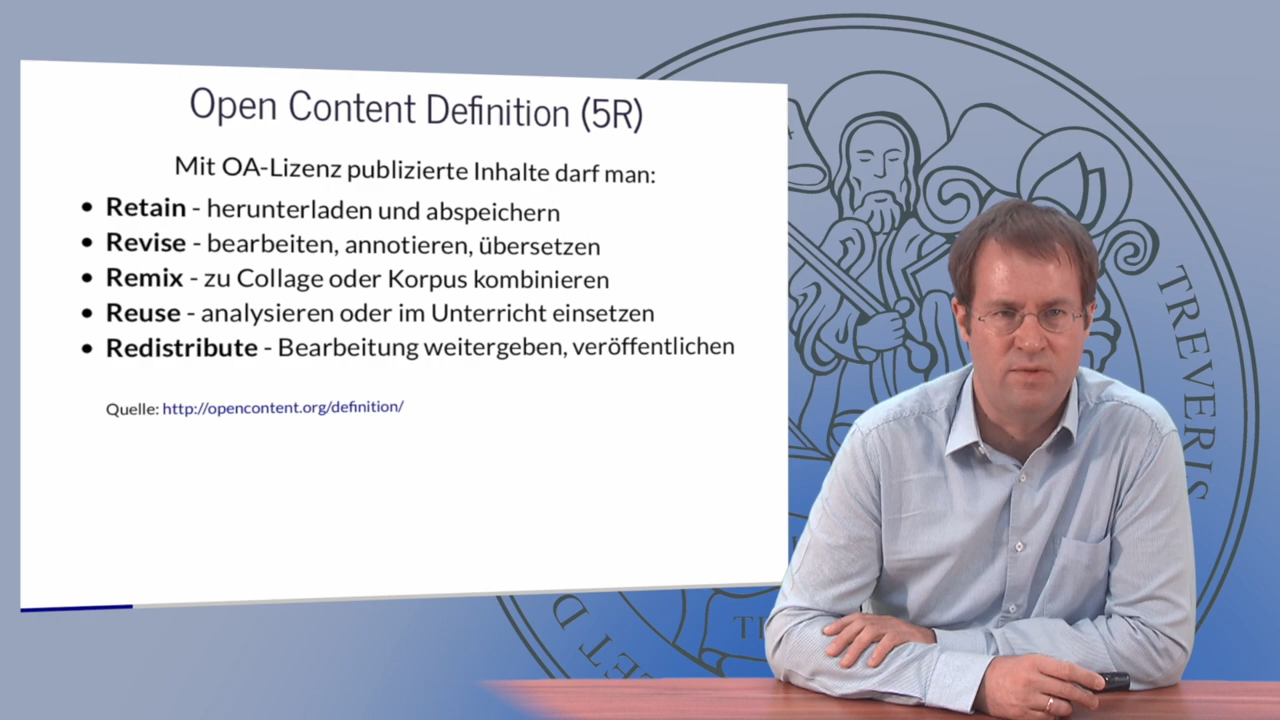 Open Content Definition (5R)
Mit OA-Lizenz publizierte Inhalte darf man:
• Retain - herunterladen und abspeichern
• Revise - bearbeiten, annotieren, übersetzen
• Remix - zu Collage oder Korpus kombinieren
• Reuse - analysieren oder im Unterricht einsetzen
• Redistribute - Bearbeitung weitergeben, veröffentlichen
Quelle: http://opencontent.org/definition/
TREVERIS
ET D